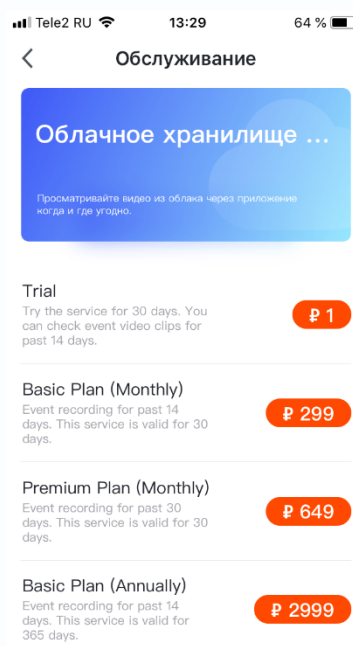 Tele2 RU 13:29 64 %
Обслуживание
Облачное хранилище ...
Просматривайте видео из облака через приложение
когда и где угодно.
Trial
Try the service for 30 days. You
can check event video clips for
past 14 days.
₽ 1
Basic Plan (Monthly)
Event recording for past 14
days. This service is valid for 30
days.
₽ 299
Premium Plan (Monthly)
Event recording for past 30
days. This service is valid for 30
days.
₽ 649
Basic Plan (Annually)
Event recording for past 14
days. This service is valid for
365 days.
₽ 2999